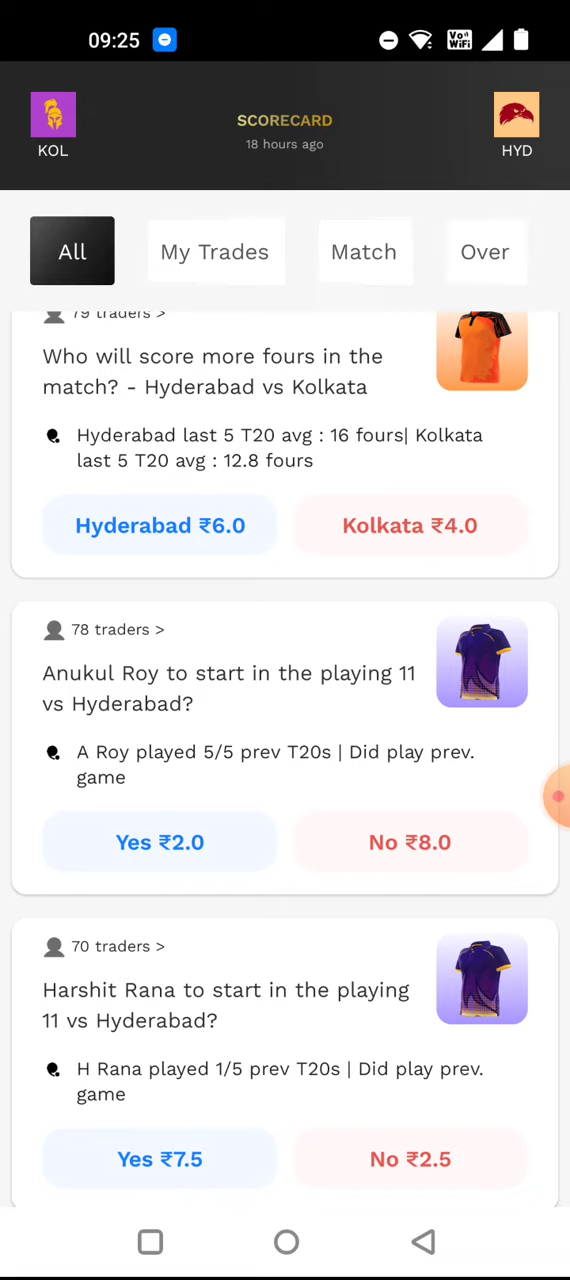 09:25
Vo))
WiFi
KOL
SCORECARD
18 hours ago
HYD
All
My Trades
Match
Over
79 traders >
Who will score more fours in the
match? - Hyderabad vs Kolkata
Hyderabad last 5 T20 avg : 16 fours| Kolkata
last 5 T20 avg : 12.8 fours
Hyderabad ₹6.0
Kolkata ₹4.0
78 traders >
Anukul Roy to start in the playing 11
vs Hyderabad?
A Roy played 5/5 prev T20s | Did play prev.
game
Yes ₹2.0
No ₹8.0
70 traders >
Harshit Rana to start in the playing
11 vs Hyderabad?
H Rana played 1/5 prev T20s | Did play prev.
game
Yes ₹7.5
No ₹2.5